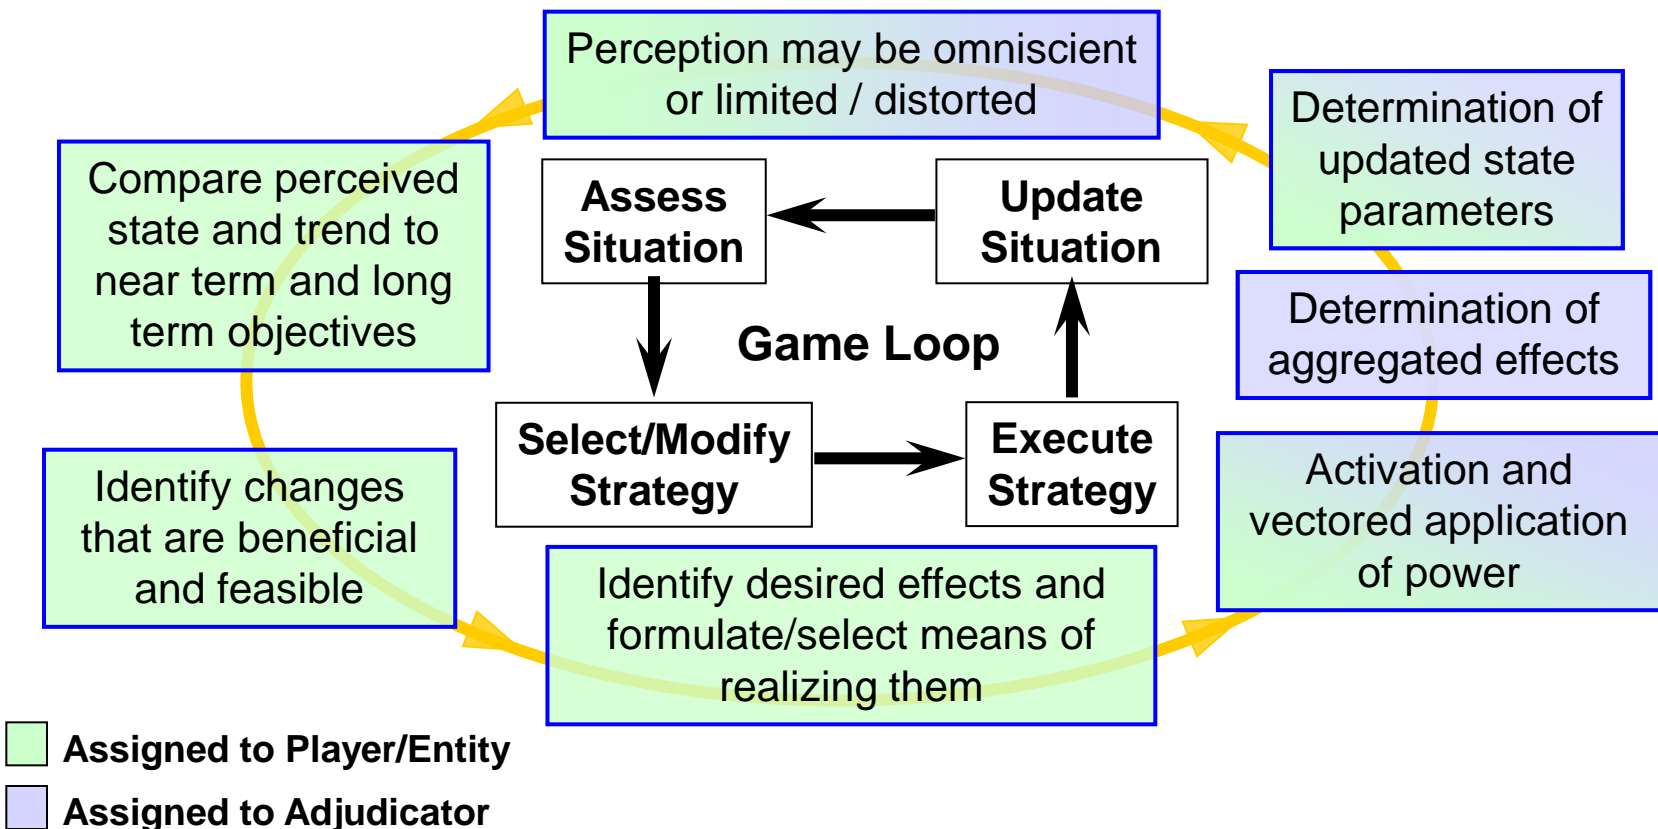 Perception may be omniscient
or limited / distorted
Determination of
updated state
parameters
Compare perceived
state and trend to
near term and long
term objectives
Assess
Situation
Update
Situation
Determination of
aggregated effects
Game Loop
Select/Modify
Strategy
Execute
Strategy
Identify changes
that are beneficial
and feasible
Activation and
vectored application
of power
Identify desired effects and
formulate/select means of
realizing them
Assigned to Player/Entity
Assigned to Adjudicator